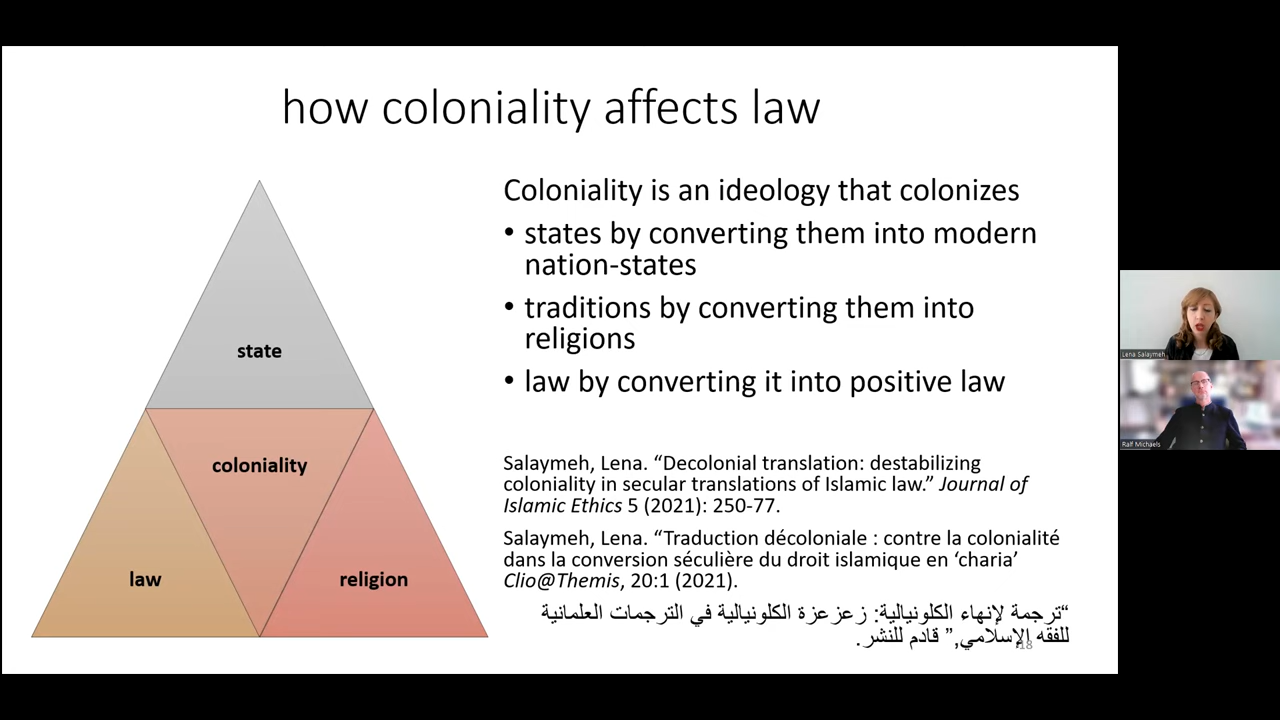 how coloniality affects law
state
coloniality
law
religion
Coloniality is an ideology that colonizes
• states by converting them into modern
nation-states
• traditions by converting them into
religions
• law by converting it into positive law
Salaymeh, Lena. “Decolonial translation: destabilizing
coloniality in secular translations of Islamic law.” Journal of
Islamic Ethics 5 (2021): 250-77.
Salaymeh, Lena. “Traduction décoloniale : contre la colonialité
dans la conversion séculière du droit islamique en ‘charia’
Clio@Themis, 20:1 (2021).
“ترجمة لإنهاء الكلونيالية: زعزعزة الكلونيالية في الترجمات العلمانية
للفقه الإسلامي,” قادم للنشر.
18
Lena Salaymeh
Ralf Michaels